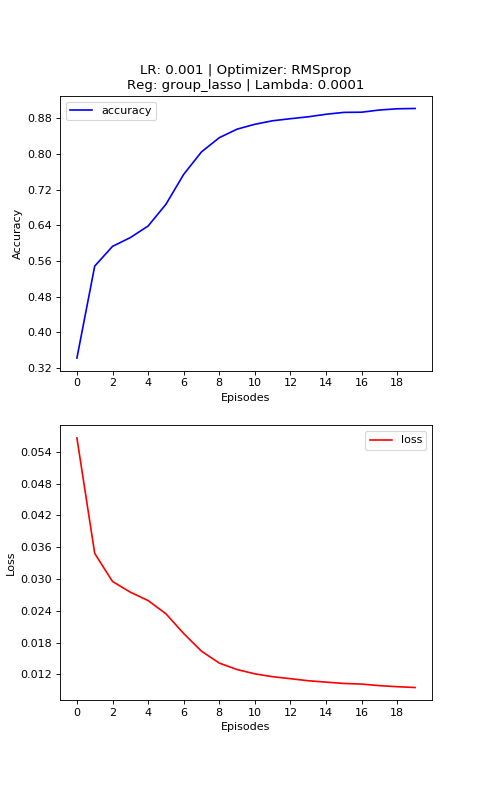 LR: 0.001 | Optimizer: RMSprop
Reg: group_lasso | Lambda: 0.0001
accuracy
0.88
0.80
0.72
0.64
0.56
0.48
0.40
0.32
Accuracy
0 2 4 6 8 10 12 14 16 18
Episodes
loss
0.054
0.048
0.042
0.036
0.030
0.024
0.018
0.012
Loss
0 2 4 6 8 10 12 14 16 18
Episodes